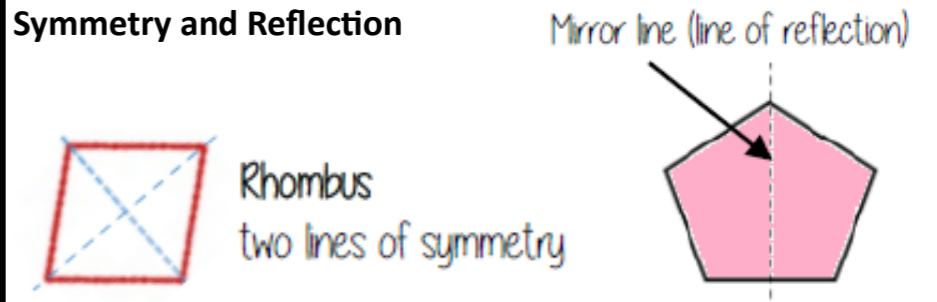 Symmetry and Reflection
Mirror line (line of reflection)
Rhombus
two lines of symmetry